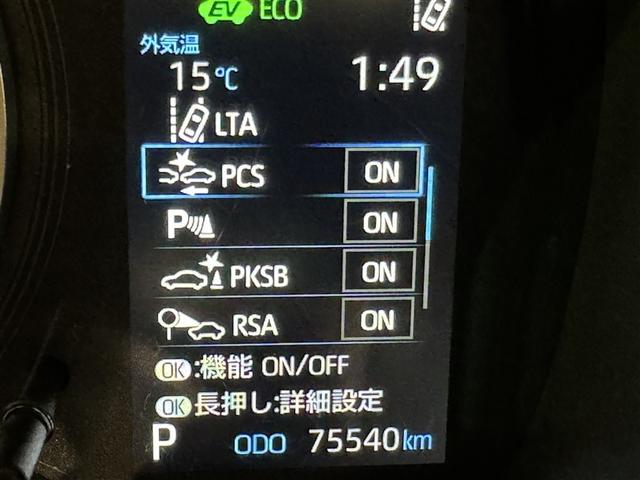 EV ECO
外気温
15℃ 1:49
LTA
PCS ON
P ON
PKSB ON
RSA ON
OK:機能 ON/OFF
OK長押し:詳細設定
P ODO 75540km